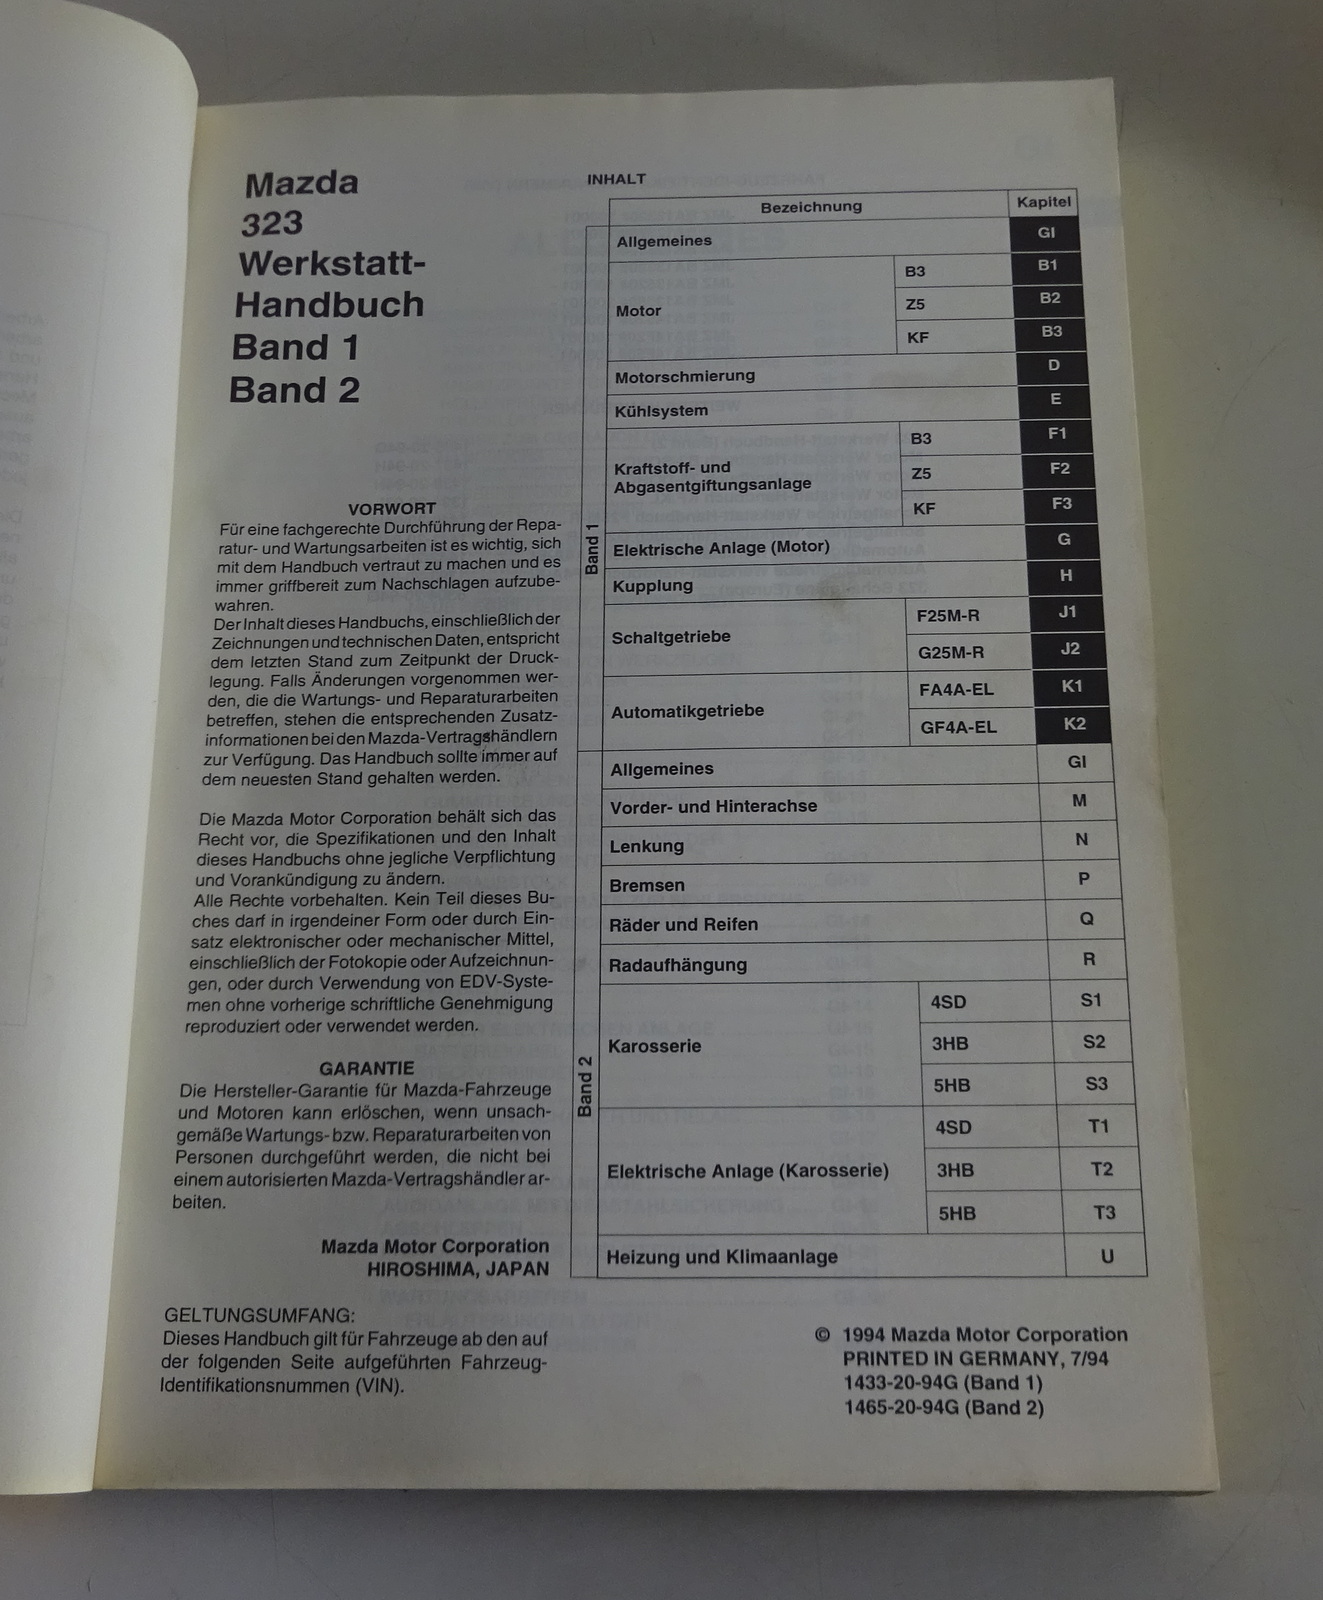 Mazda
323
Werkstatt-
Handbuch
Band 1
Band 2
VORWORT
Für eine fachgerechte Durchführung der Repa-
ratur- und Wartungsarbeiten ist es wichtig, sich
mit dem Handbuch vertraut zu machen und es
immer griffbereit zum Nachschlagen aufzube-
wahren.
Der Inhalt dieses Handbuchs, einschließlich der
Zeichnungen und technischen Daten, entspricht
dem letzten Stand zum Zeitpunkt der Druck-
legung. Falls Änderungen vorgenommen wer-
den, die die Wartungs- und Reparaturarbeiten
betreffen, stehen die entsprechenden Zusatz-
informationen bei den Mazda-Vertragshändlern
zur Verfügung. Das Handbuch sollte immer auf
dem neuesten Stand gehalten werden.
Die Mazda Motor Corporation behält sich das
Recht vor, die Spezifikationen und den Inhalt
dieses Handbuchs ohne jegliche Verpflichtung
und Vorankündigung zu ändern.
Alle Rechte vorbehalten. Kein Teil dieses Bu-
ches darf in irgendeiner Form oder durch Ein-
satz elektronischer oder mechanischer Mittel,
einschließlich der Fotokopie oder Aufzeichnun-
gen, oder durch Verwendung von EDV-Syste-
men ohne vorherige schriftliche Genehmigung
reproduziert oder verwendet werden.
GARANTIE
Die Hersteller-Garantie für Mazda-Fahrzeuge
und Motoren kann erlöschen, wenn unsach-
gemäße Wartungs- bzw. Reparaturarbeiten von
Personen durchgeführt werden, die nicht bei
einem autorisierten Mazda-Vertragshändler ar-
beiten.
Mazda Motor Corporation
HIROSHIMA, JAPAN
GELTUNGSUMFANG:
Dieses Handbuch gilt für Fahrzeuge ab den auf
der folgenden Seite aufgeführten Fahrzeug-
Identifikationsnummen (VIN).
INHALT
Bezeichnung Kapitel
Band 1
Allgemeines GI
Motor
B3 B1
Z5 B2
KF B3
Motorschmierung D
Kühlsystem E
Kraftstoff- und
Abgasentgiftungsanlage
B3 F1
Z5 F2
KF F3
Elektrische Anlage (Motor) G
Kupplung H
Schaltgetriebe
F25M-R J1
G25M-R J2
Automatikgetriebe
FA4A-EL K1
GF4A-EL K2
Band 2
Allgemeines GI
Vorder- und Hinterachse M
Lenkung N
Bremsen P
Räder und Reifen Q
Radaufhängung R
Karosserie
4SD S1
3HB S2
5HB S3
Elektrische Anlage (Karosserie)
4SD T1
3HB T2
5HB T3
Heizung und Klimaanlage U
© 1994 Mazda Motor Corporation
PRINTED IN GERMANY, 7/94
1433-20-94G (Band 1)
1465-20-94G (Band 2)